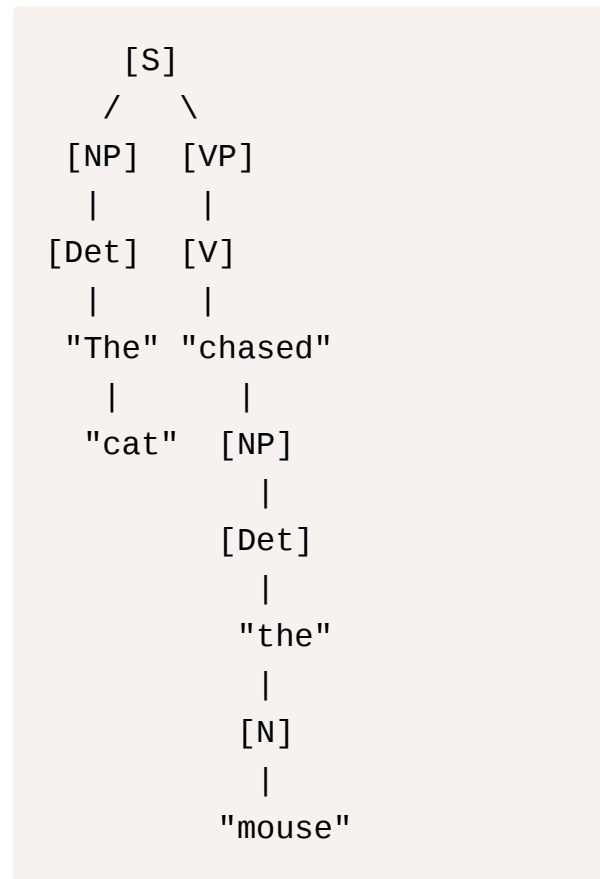 [S]
/ \
[NP] [VP]
| |
[Det] [V]
| |
"The" "chased"
| |
"cat" [NP]
|
[Det]
|
"the"
|
[N]
|
"mouse"